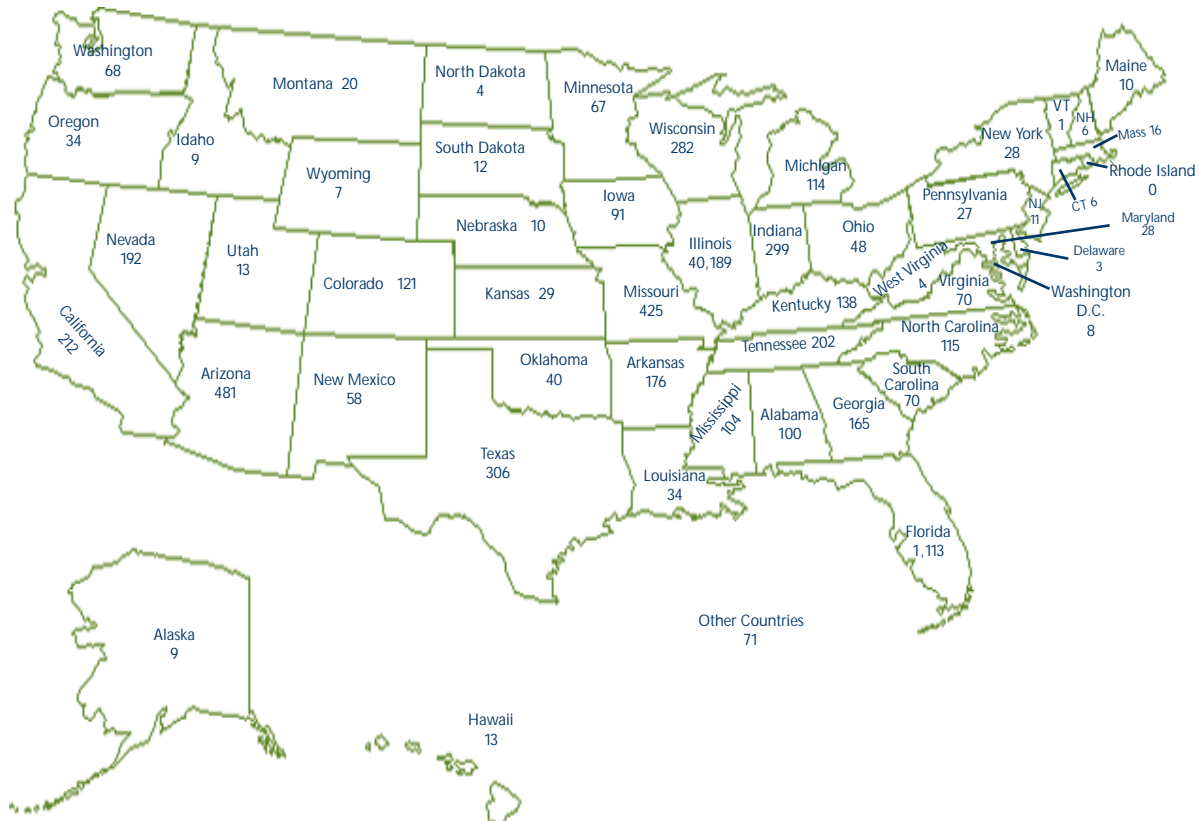 Washington
68
Montana 20
North Dakota
4
Minnesota
67
Maine
10
Oregon
34
Idaho
9
Wyoming
7
South Dakota
12
Wisconsin
282
Michigan
114
New York
28
VT
1
NH
6
Mass 16
Rhode Island
0
CT 6
Nevada
192
Utah
13
Colorado 121
Nebraska 10
Iowa
91
Illinois
40,189
Indiana
299
Ohio
48
Pennsylvania
27
NJ
11
Maryland
28
Delaware
3
Washington
D.C.
8
California
212
Kansas 29
Missouri
425
Kentucky 138
West Virginia
4
Virginia
70
Arizona
481
New Mexico
58
Oklahoma
40
Arkansas
176
Tennessee 202
North Carolina
115
South
Carolina
70
Mississippi
104
Alabama
100
Georgia
165
Texas
306
Louisiana
34
Florida
1,113
Other Countries
71
Alaska
9
Hawaii
13